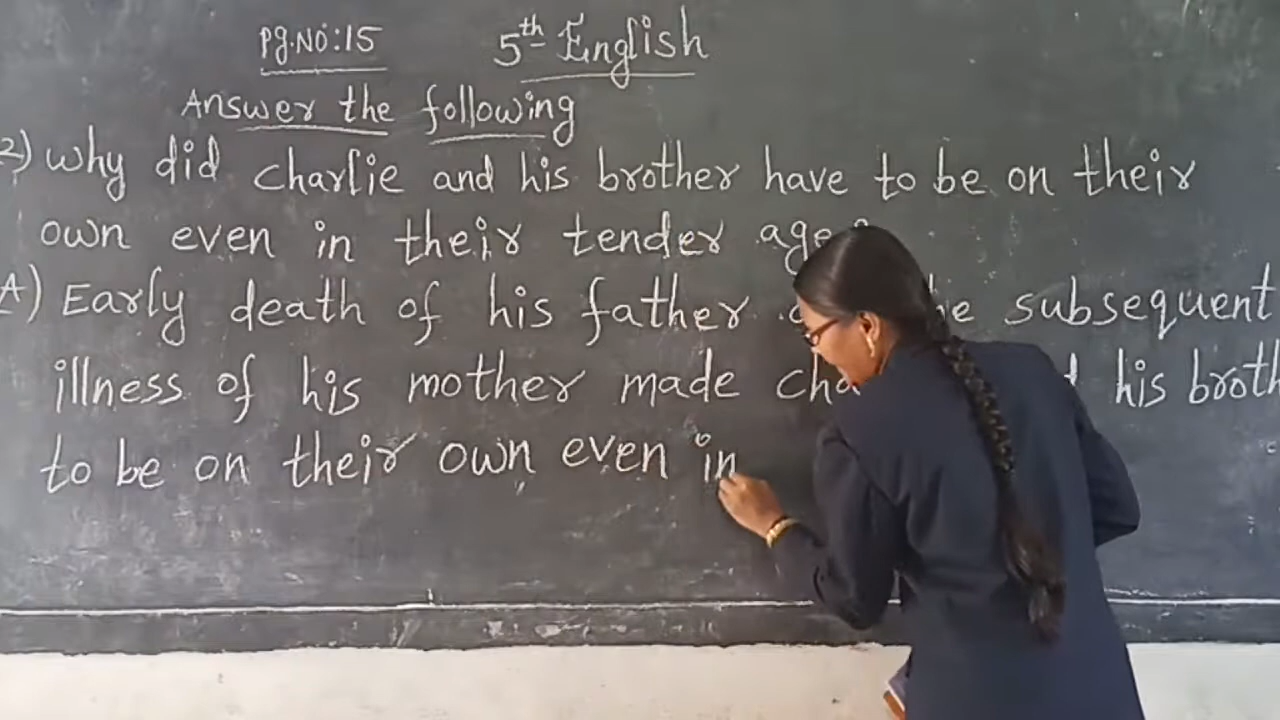 Pg.No:15
5th English
Answer the following
2) why did charlie and his brother have to be on their
own even in their tender age?
A) Early death of his father subsequent
illness of his mother made his broth
to be on their own even in